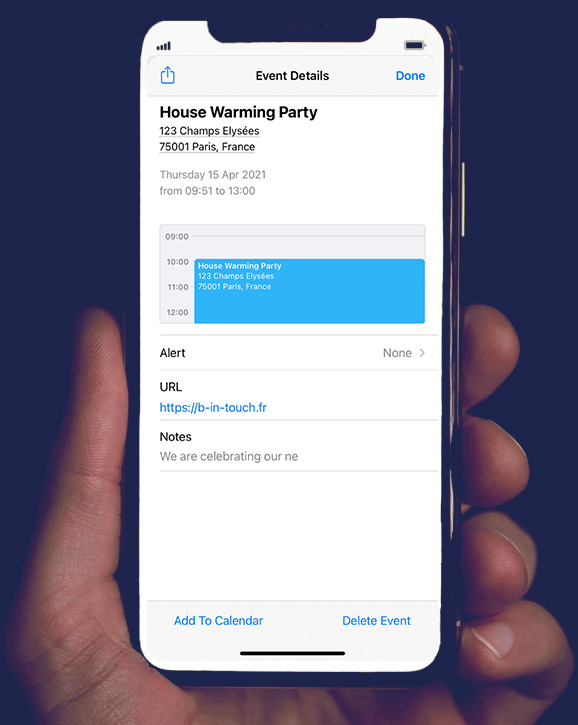 Event Details
Done
House Warming Party
123 Champs Elysées
75001 Paris, France
Thursday 15 Apr 2021
from 09:51 to 13:00
09:00
10:00
House Warming Party
123 Champs Elysées
11:00
75001 Paris, France
12:00
Alert
None
URL
https://b-in-touch.fr
Notes
We are celebrating our ne
Add To Calendar
Delete Event